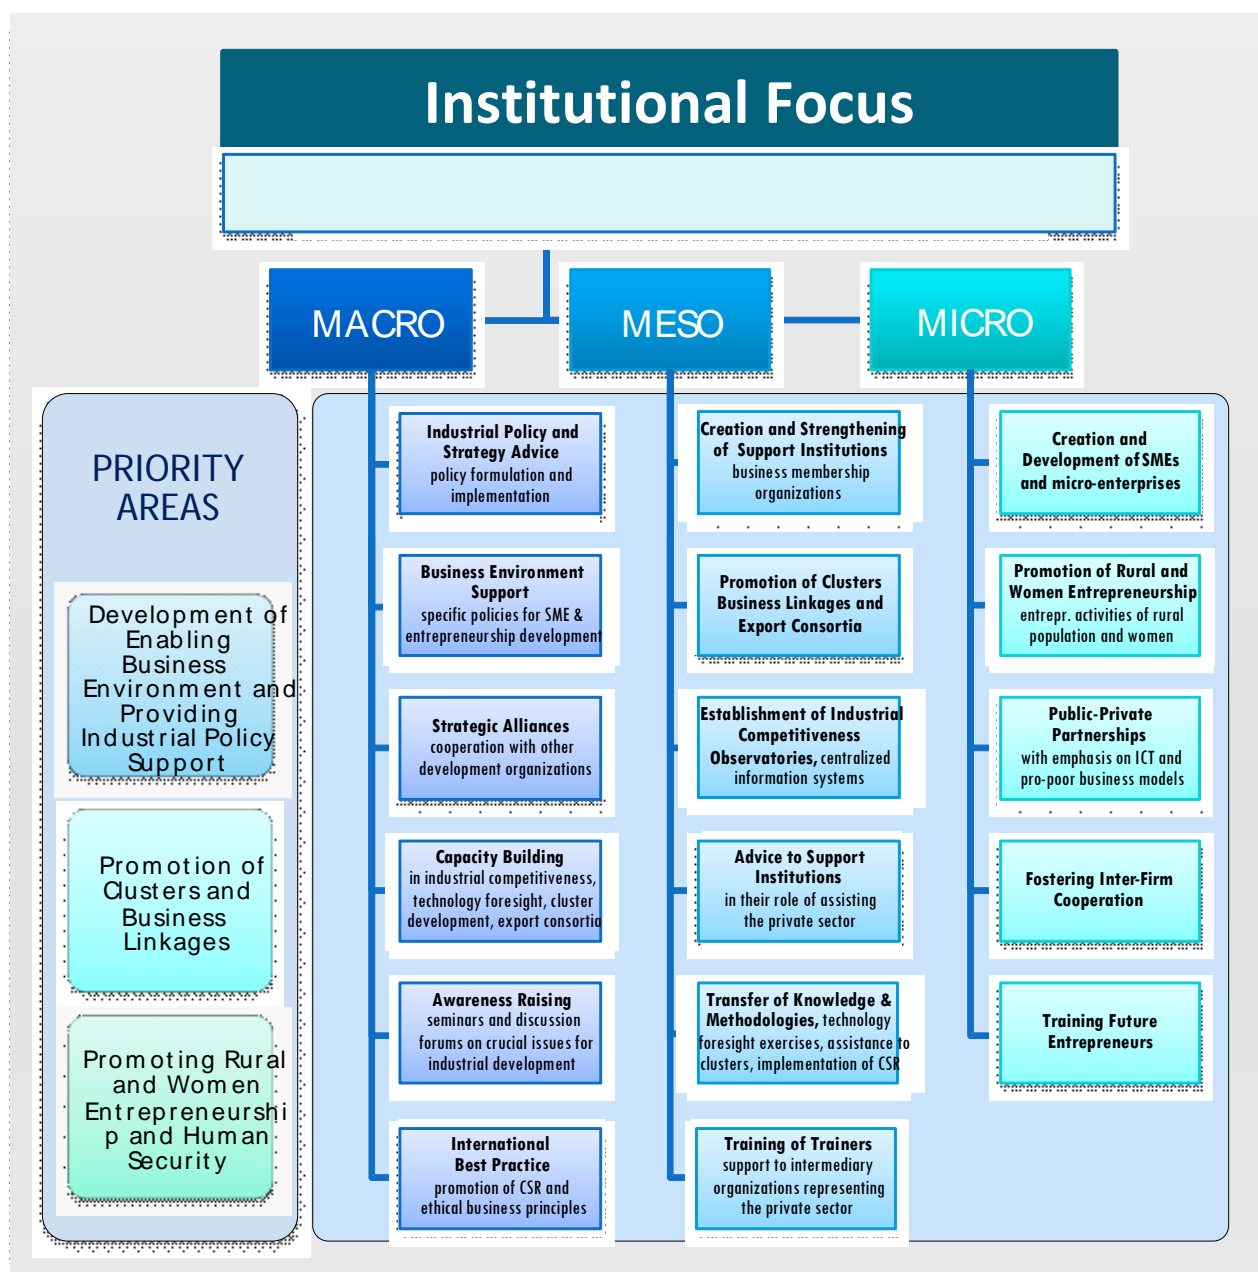 Institutional Focus
MACRO
MESO
MICRO
PRIORITY
AREAS
Development of
Enabling
Business
Environment and
Providing
Industrial Policy
Support
Promotion of
Clusters and
Business
Linkages
Promoting Rural
and Women
Entrepreneurshi
p and Human
Security
Industrial Policy and
Strategy Advice
policy formulation and
implementation
Business Environment
Support
specific policies for SME &
entrepreneurship development
Strategic Alliances
cooperation with other
development organizations
Capacity Building
in industrial competitiveness,
technology foresight, cluster
development, export consortia
Awareness Raising
seminars and discussion
forums on crucial issues for
industrial development
International
Best Practice
promotion of CSR and
ethical business principles
Creation and Strengthening
of Support Institutions
business membership
organizations
Promotion of Clusters
Business Linkages and
Export Consortia
Establishment of Industrial
Competitiveness
Observatories, centralized
information systems
Advice to Support
Institutions
in their role of assisting
the private sector
Transfer of Knowledge &
Methodologies, technology
foresight exercises, assistance to
clusters, implementation of CSR
Training of Trainers
support to intermediary
organizations representing
the private sector
Creation and
Development of SMEs
and micro-enterprises
Promotion of Rural and
Women Entrepreneurship
entrepr. activities of rural
population and women
Public-Private
Partnerships
with emphasis on ICT and
pro-poor business models
Fostering Inter-Firm
Cooperation
Training Future
Entrepreneurs